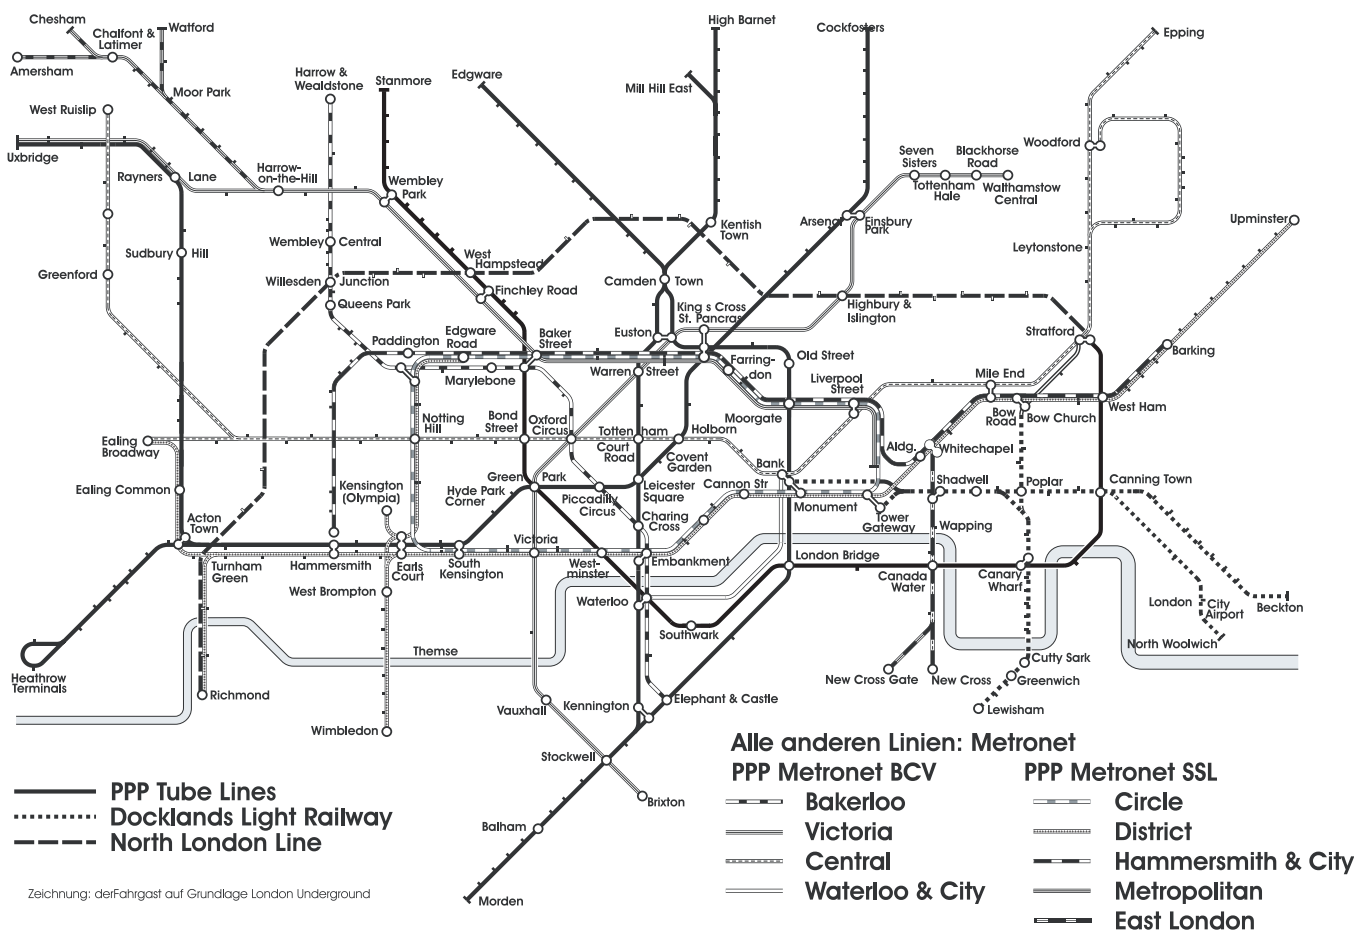 Chesham
Chalfont &
Latimer
Watford
Amersham
Moor Park
West Ruislip
Uxbridge
Rayners Lane
Harrow-
on-the-Hill
Harrow &
Wealdstone
Stanmore
Edgware
High Barnet
Mill Hill East
Cockfosters
Epping
Woodford
Seven
Sisters
Blackhorse
Road
Tottenham
Hale
Walthamstow
Central
Wembley
Park
Kentish
Town
Arsenal
Finsbury
Park
Leytonstone
Upminster
Sudbury Hill
Greenford
Wembley Central
West
Hampstead
Willesden Junction
Queens Park
Finchley Road
Camden Town
King s Cross
St. Pancras
Highbury &
Islington
Stratford
Barking
Paddington
Edgware
Road
Baker
Street
Euston
Warren Street
Farring-
don
Old Street
Liverpool
Street
Mile End
Marylebone
Moorgate
Bow
Road
Bow Church
West Ham
Notting
Hill
Bond
Street
Oxford
Circus
Tottenham
Court
Road
Holborn
Covent
Garden
Aldg.
Whitechapel
Ealing
Broadway
Ealing Common
Kensington
(Olympia)
Hyde Park
Corner
Green Park
Piccadilly
Circus
Leicester
Square
Bank
Cannon Str
Monument
Tower
Gateway
Shadwell
Poplar
Canning Town
Acton
Town
Charing
Cross
Wapping
Turnham
Green
Hammersmith
Earls
Court
South
Kensington
Victoria
West-
minster
Embankment
London Bridge
Canada
Water
Canary
Wharf
West Brompton
Waterloo
Southwark
London City
Airport
Beckton
North Woolwich
Heathrow
Terminals
Richmond
Themse
New Cross Gate
New Cross
Cutty Sark
Greenwich
Lewisham
Wimbledon
Vauxhall
Kennington
Elephant & Castle
Stockwell
Brixton
Balham
Morden
PPP Tube Lines
Docklands Light Railway
North London Line
Zeichnung: derFahrgast auf Grundlage London Underground
Alle anderen Linien: Metronet
PPP Metronet BCV
Bakerloo
Victoria
Central
Waterloo & City
PPP Metronet SSL
Circle
District
Hammersmith & City
Metropolitan
East London